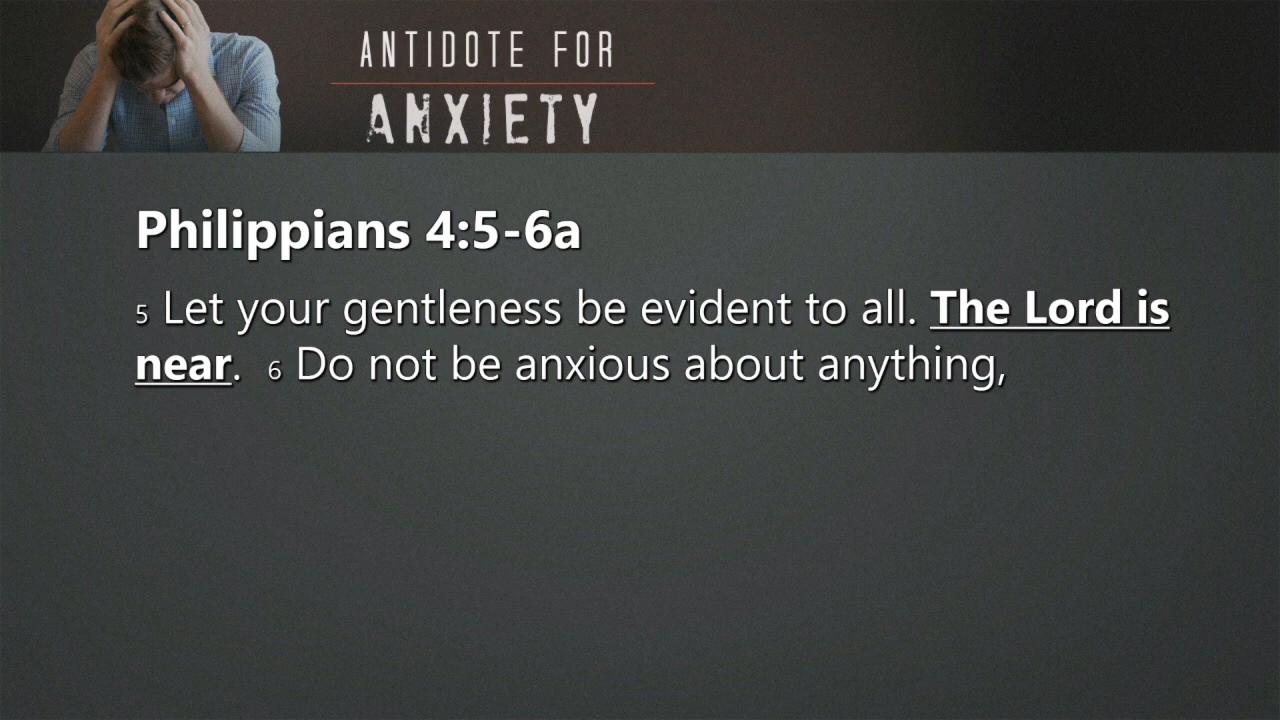 ANTIDOTE FOR
ANXIETY
Philippians 4:5-6a
5 Let your gentleness be evident to all. The Lord is
near. 6 Do not be anxious about anything,